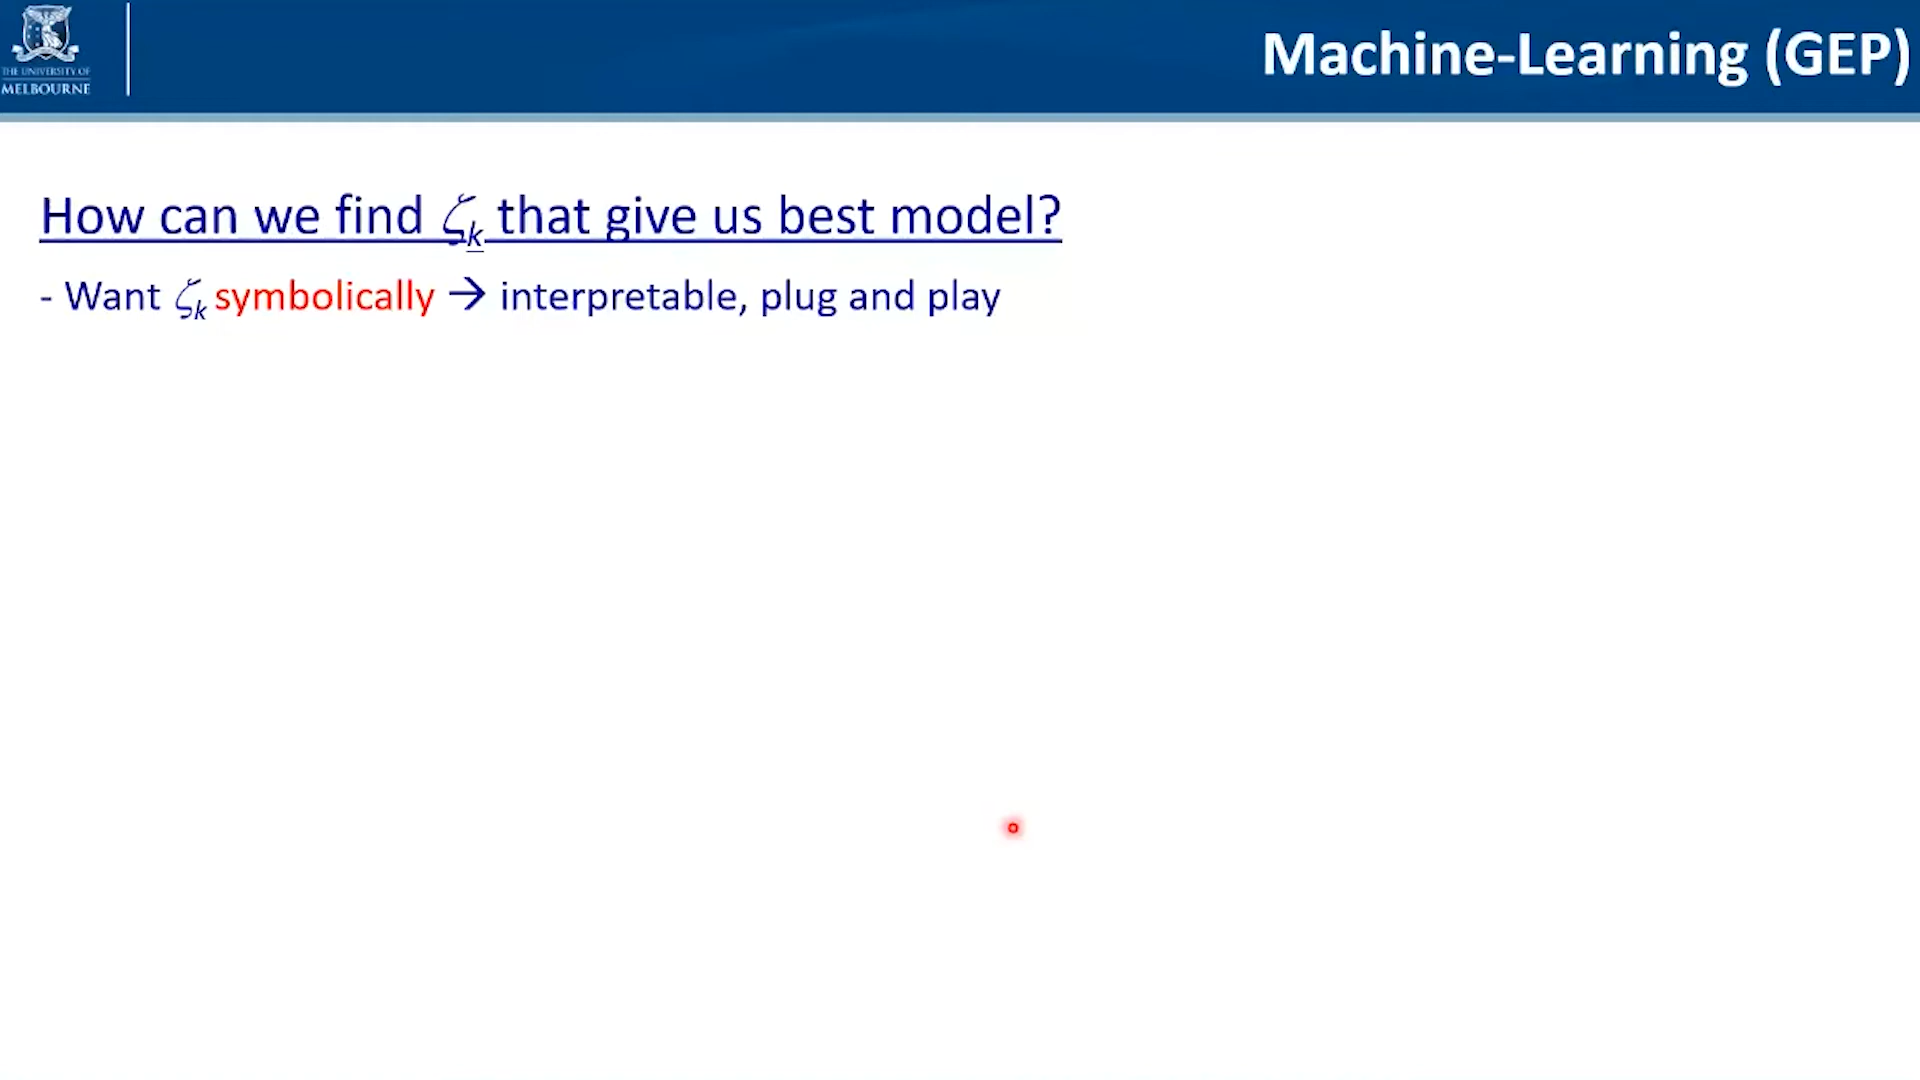 THE UNIVERSITY OF
MELBOURNE
Machine-Learning (GEP)
How can we find ζk that give us best model?
- Want ζk symbolically → interpretable, plug and play